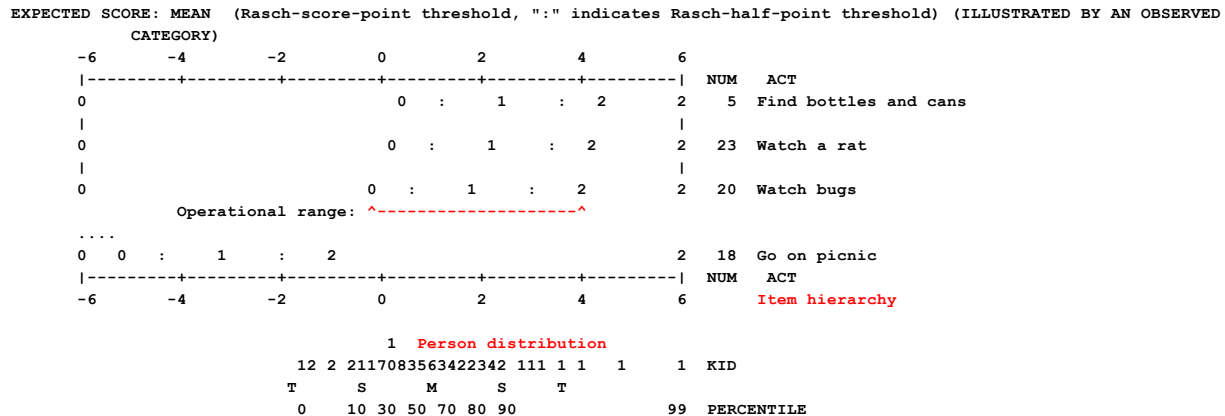 EXPECTED SCORE: MEAN  (Rasch-score-point threshold, ":" indicates Rasch-half-point threshold) (ILLUSTRATED BY AN OBSERVED
            CATEGORY)
       -6       -4        -2         0         2         4         6
       |---------+---------+---------+---------+---------+---------|  NUM   ACT
       0                               0   :     1     :   2       2    5  Find bottles and cans
       |                                                           |
       0                              0   :     1     :   2        2   23  Watch a rat
       |                                                           |
       0                            0   :     1     :    2         2   20  Watch bugs
                 Operational range: ^--------------------^
       ....
       0   0   :     1     :    2                                  2   18  Go on picnic
       |---------+---------+---------+---------+---------+---------|  NUM   ACT
       -6       -4        -2         0         2         4         6       Item hierarchy
                                      1  Person distribution
                             12 2 2117083563422342 111 1 1   1     1  KID
                            T      S      M      S     T
                             0    10 30 50 70 80 90               99  PERCENTILE